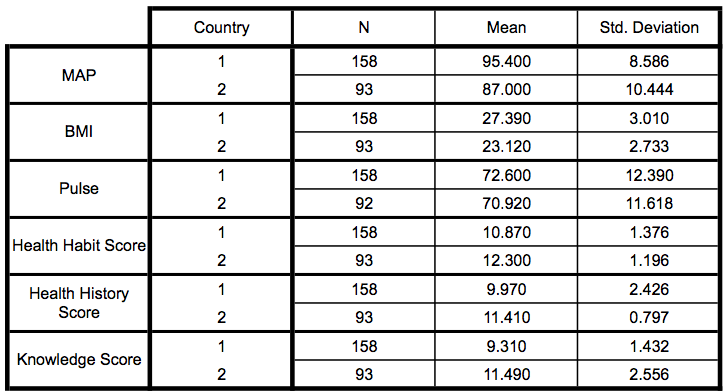 Country N Mean Std. Deviation
MAP 1 158 95.400 8.586
2 93 87.000 10.444
BMI 1 158 27.390 3.010
2 93 23.120 2.733
Pulse 1 158 72.600 12.390
2 92 70.920 11.618
Health Habit Score 1 158 10.870 1.376
2 93 12.300 1.196
Health History
Score 1 158 9.970 2.426
2 93 11.410 0.797
Knowledge Score 1 158 9.310 1.432
2 93 11.490 2.556